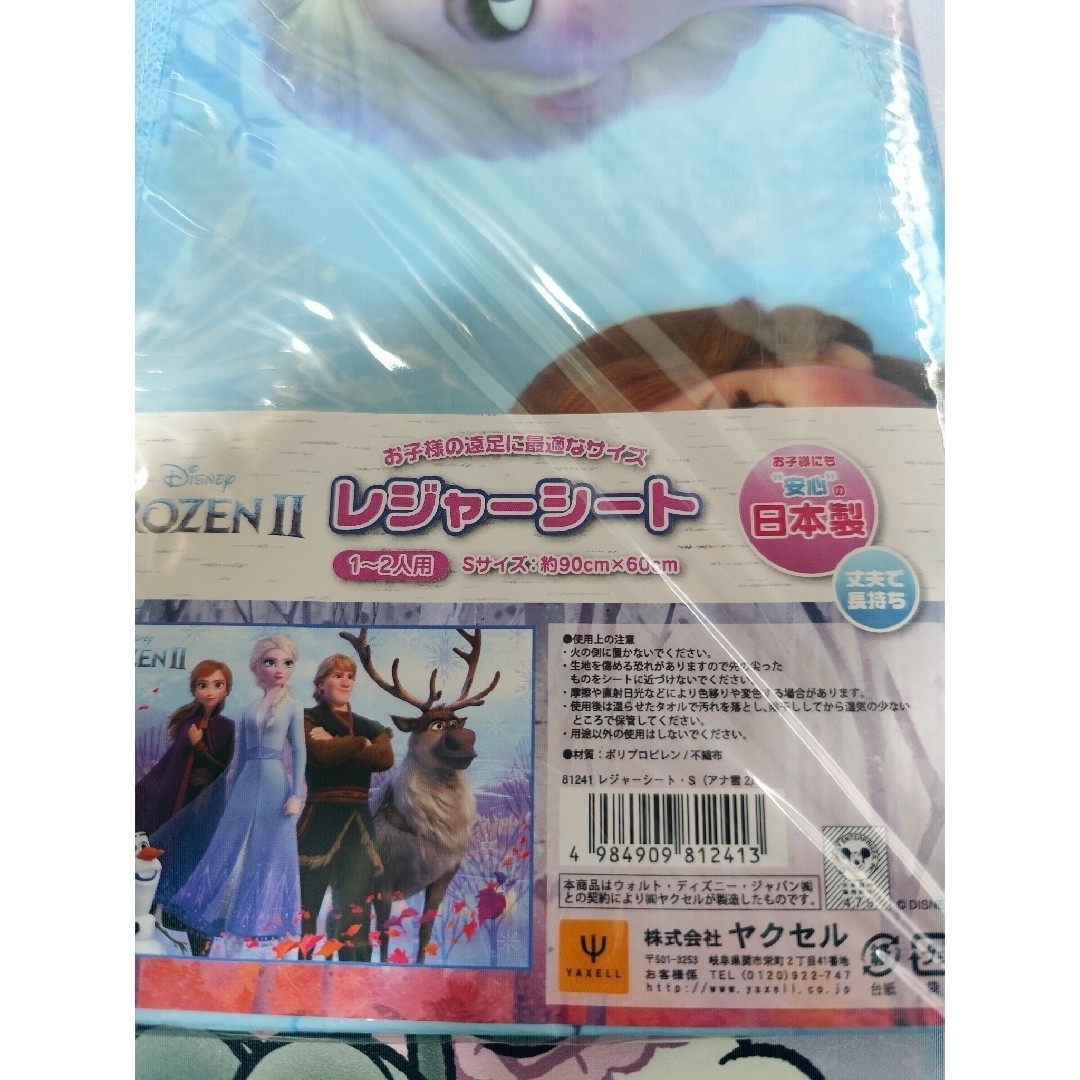 お子様の遠足に最適なサイズ
Disney
ROZEN II
レジャーシート
1〜2人用
Sサイズ：約90cm×60cm
お子様にも
"安心"の
日本製
丈夫で
長持ち
ZEN II
●使用上の注意
・火の側に置かないでください。
・生地を傷める恐れがありますので先の尖った
ものをシートに近づけないでください。
・摩擦や直射日光などにより色移りや変色する場合があります。
・使用後は湿らせたタオルで汚れを落とし、陰干ししてから湿気の少ない
ところで保管してください。
・用途以外の使用はしないでください。
●材質：ポリプロピレン/不織布
81241 レジャーシート・S（アナ雪2）
4 984909 812413
本商品はウォルト・ディズニー・ジャパン㈱
との契約により㈱ヤクセルが製造したものです。
479
© DISNE
YAXELL
株式会社 ヤクセル
〒501-3253 岐阜県関市栄町2丁目41番地
お客様係 TEL(0120)922-747
http://www.yaxell.co.jp
台紙